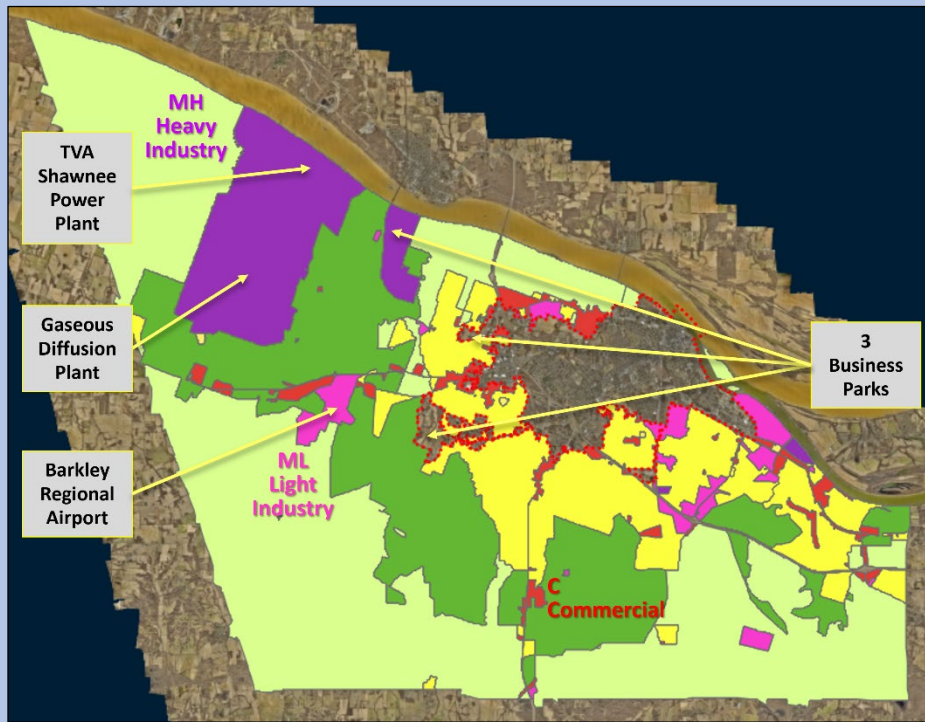 MH
Heavy
Industry
TVA
Shawnee
Power
Plant
Gaseous
Diffusion
Plant
3
Business
Parks
Barkley
Regional
Airport
ML
Light
Industry
C
Commercial